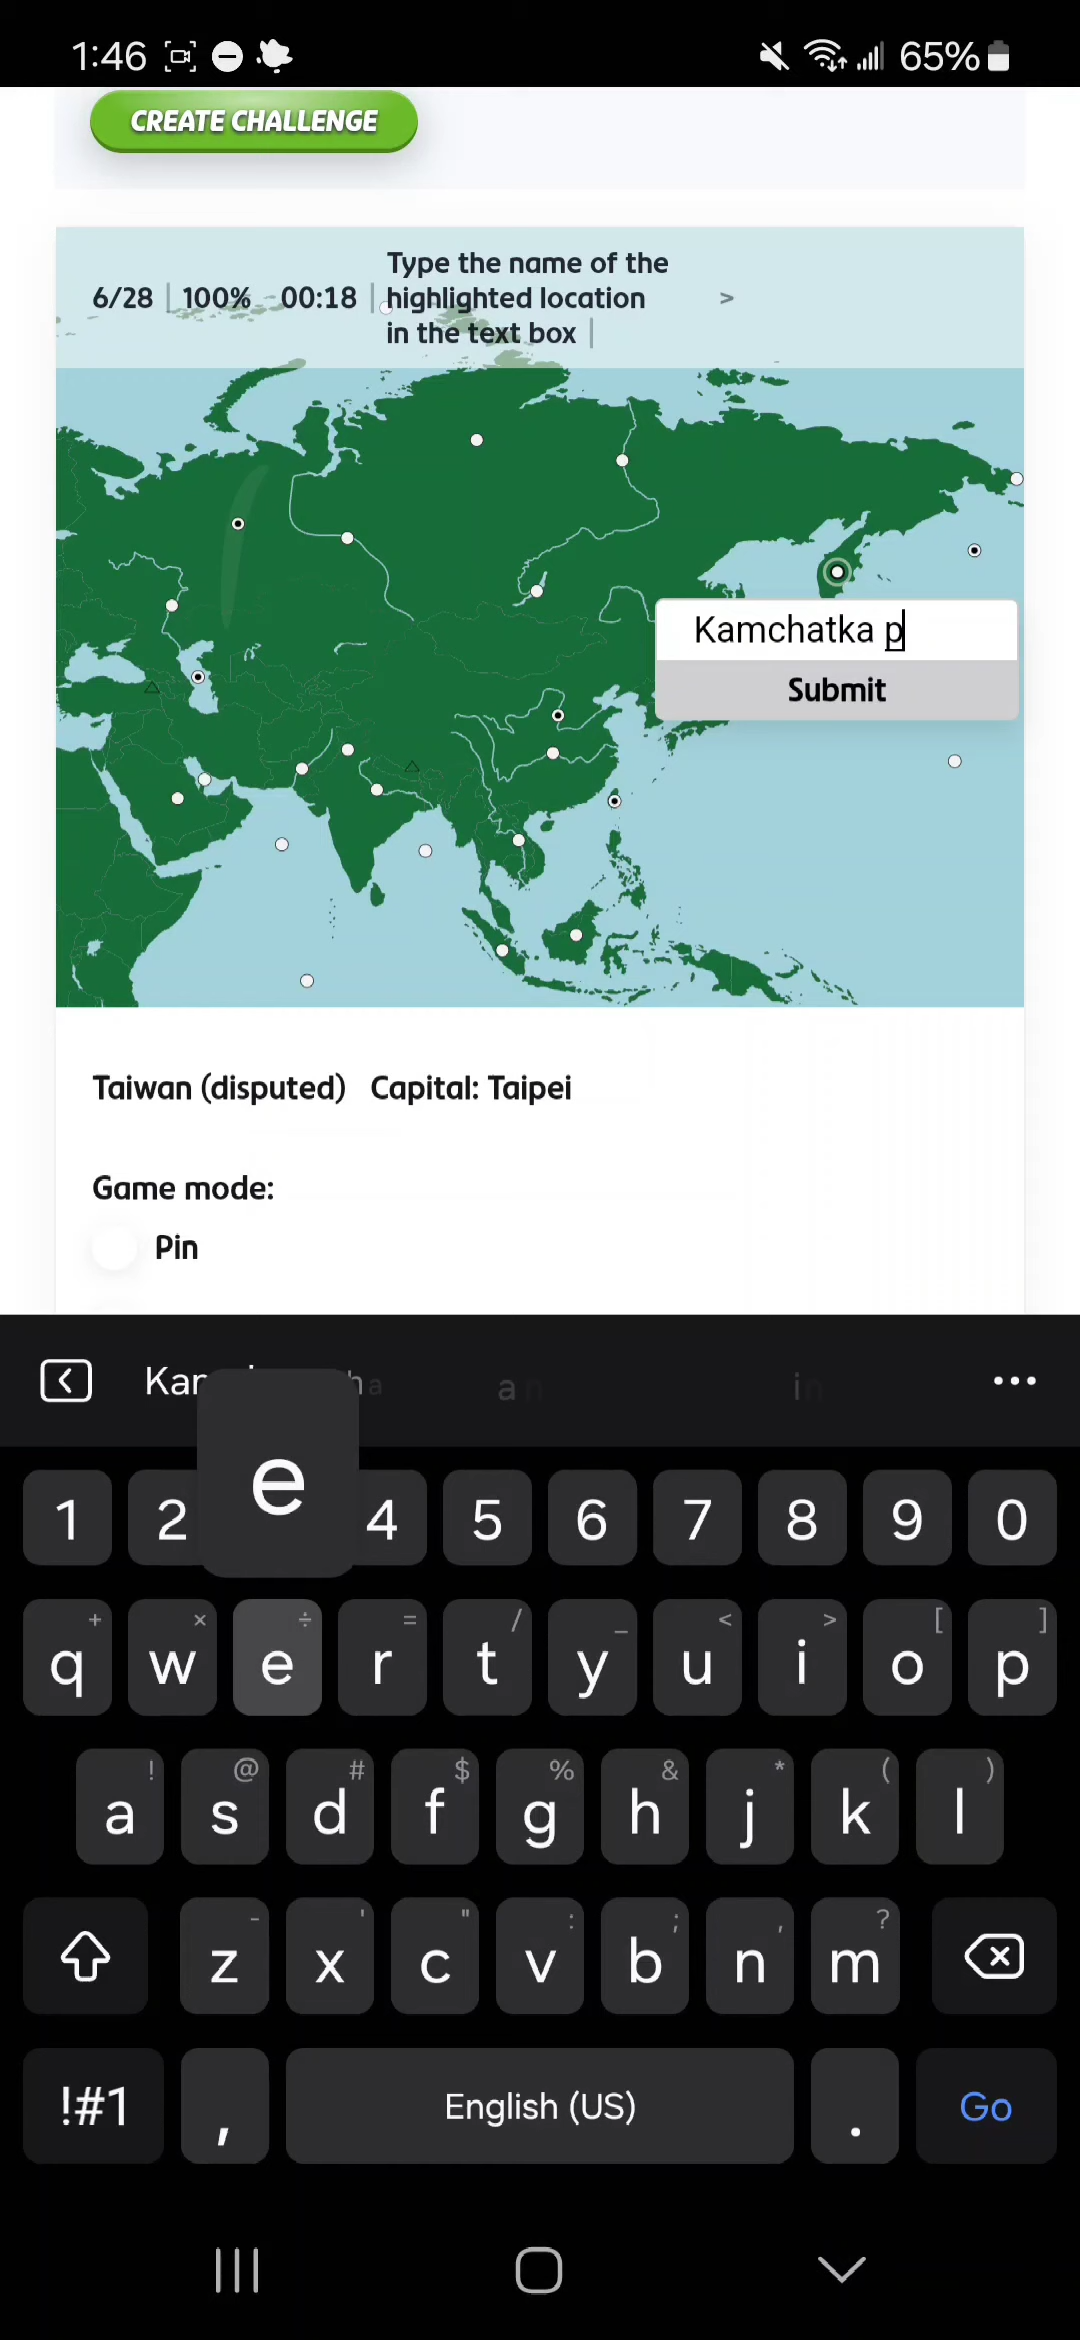 1:46
65%
CREATE CHALLENGE
6/28 | 100% 00:18 | Type the name of the highlighted location in the text box | >
Kamchatka p
Submit
Taiwan (disputed) Capital: Taipei
Game mode:
Pin
e
1 2 4 5 6 7 8 9 0
+ × ÷ = / _ < > [ ]
q w e r t y u i o p
! @ # $ % & * ( )
a s d f g h j k l
- ' " : ; , ?
z x c v b n m
!#1 , English (US) . Go